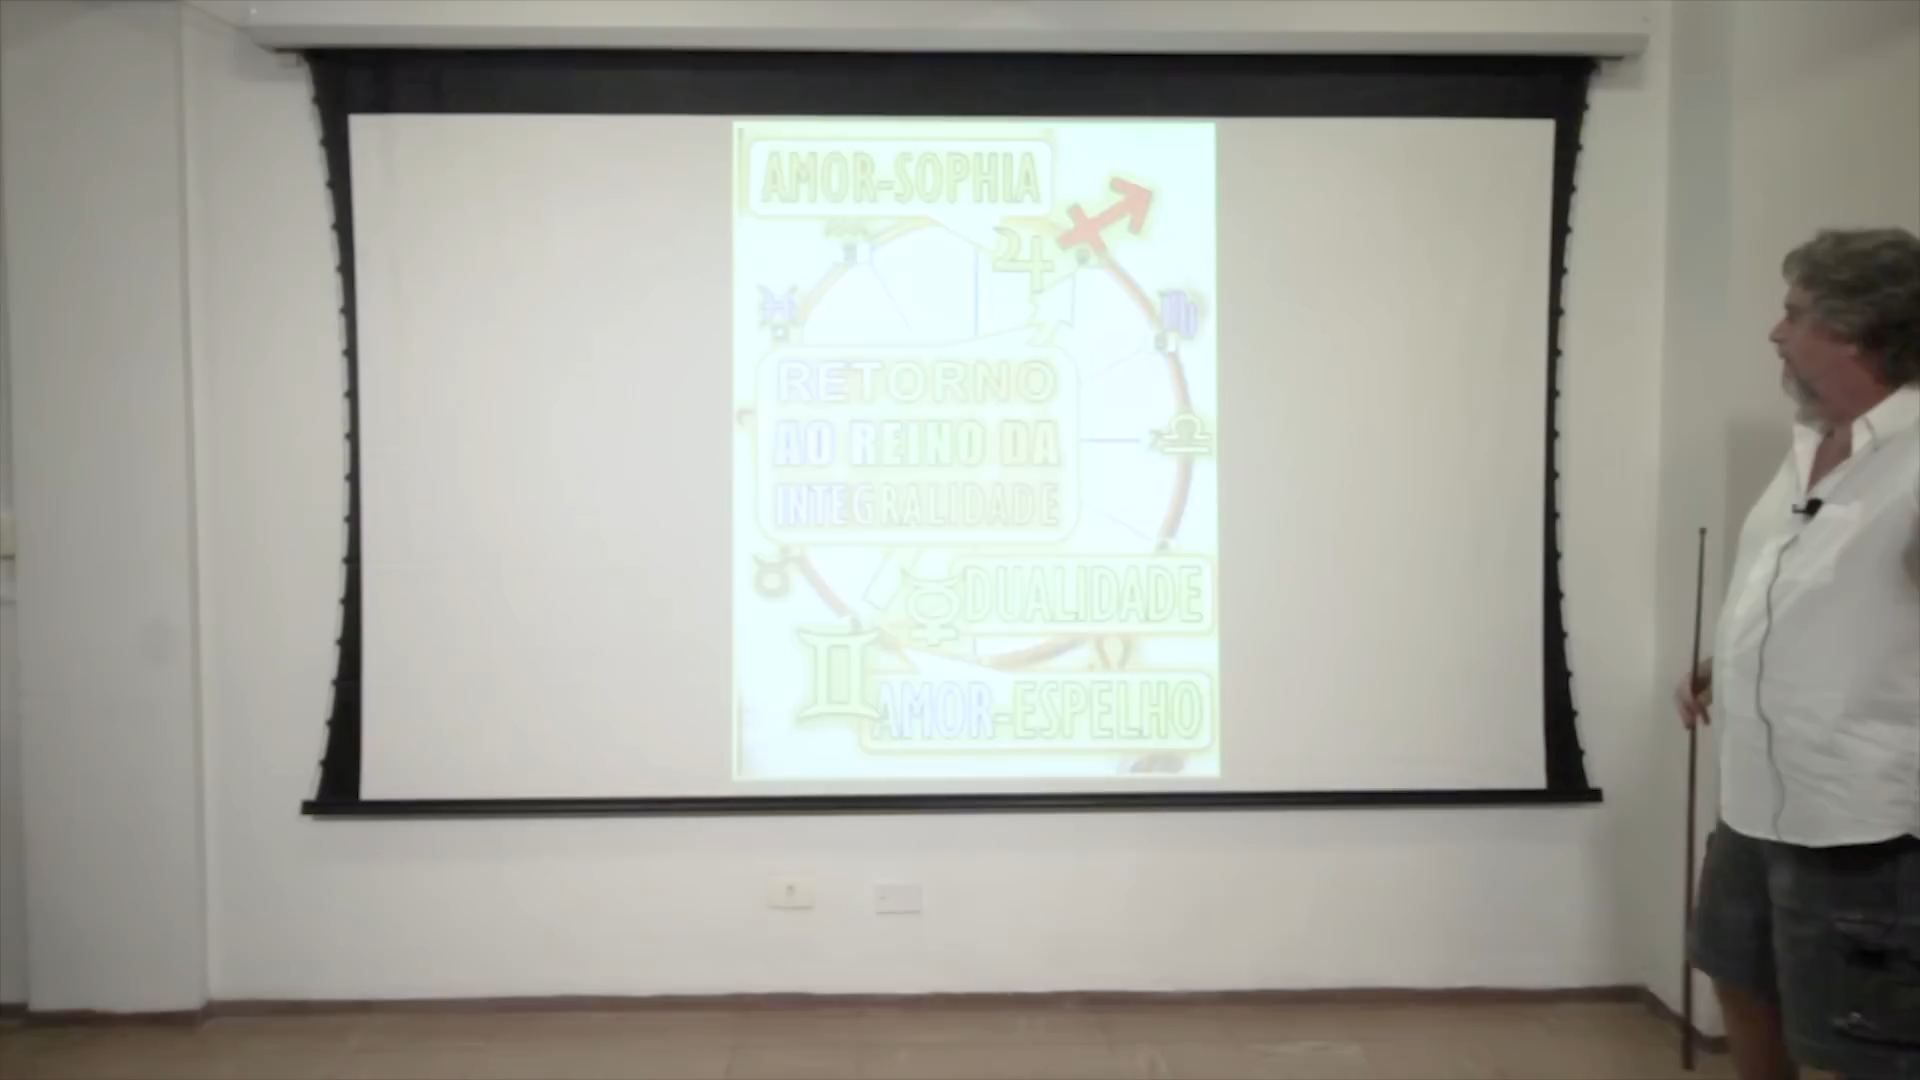 AMOR-SOPHIA
RETORNO
AO REINO DA
INTEGRALIDADE
DUALIDADE
AMOR-ESPELHO